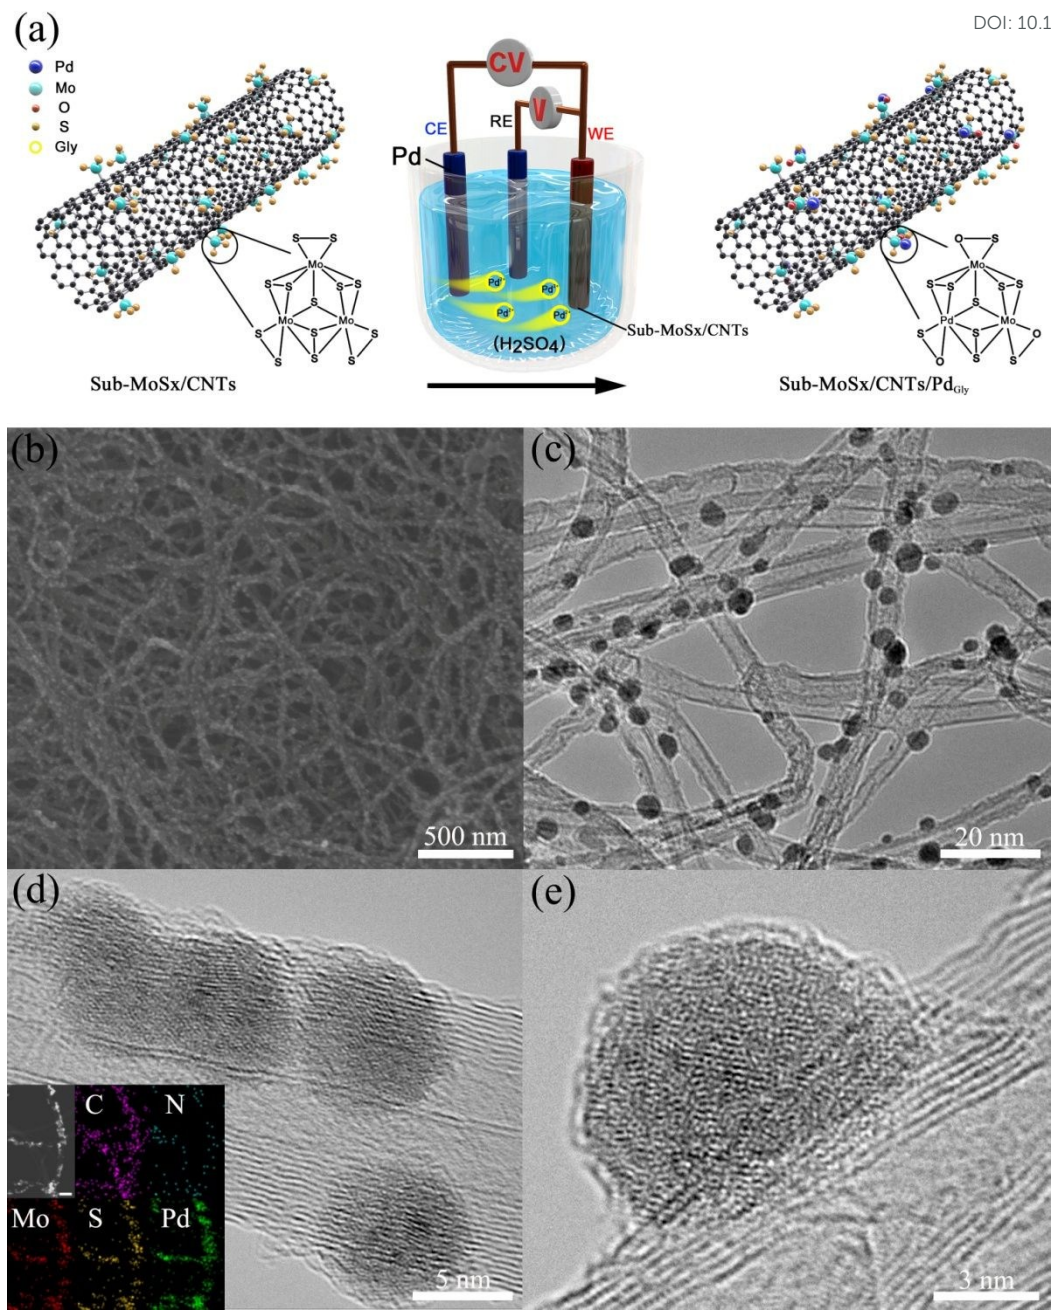 DOI: 10.1
(a)
Pd
Mo
O
S
Gly
CV
V
CE
RE
WE
Pd
Pd
Pd
Pd
Pd
(H2SO4)
Sub-MoSx/CNTs
S S
Mo
S S S S
S
Mo S Mo
S S S S
S S
Sub-MoSx/CNTs
O S
Mo
S S S S
S
Pd S Mo
S S S O
O S
Sub-MoSx/CNTs/PdGly
(b)
500 nm
(c)
20 nm
(d)
C
N
Mo
S
Pd
5 nm
(e)
3 nm